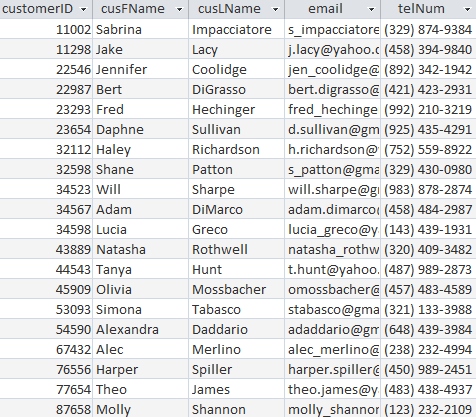 customerID cusFName cusLName email telNum
11002 Sabrina Impacciatore s_impacciatore (329) 874-9384
11298 Jake Lacy j.lacy@yahoo.c (458) 394-9840
22546 Jennifer Coolidge jen_coolidge@ (892) 342-1942
22987 Bert DiGrasso bert.digrasso@ (421) 423-2931
23293 Fred Hechinger fred_hechinge (992) 210-3219
23654 Daphne Sullivan d.sullivan@gm (925) 435-4291
32112 Haley Richardson h.richardson@ (752) 559-8922
32598 Shane Patton s_patton@gma (329) 430-0980
34523 Will Sharpe will.sharpe@g (983) 878-2874
34567 Adam DiMarco adam.dimarco (458) 484-2987
34598 Lucia Greco lucia_greco@y (143) 439-1931
43889 Natasha Rothwell natasha_rothw (320) 409-3482
44543 Tanya Hunt t.hunt@yahoo. (487) 989-2873
45909 Olivia Mossbacher omossbacher@ (457) 483-4589
53093 Simona Tabasco stabasco@gma (321) 133-3988
54590 Alexandra Daddario adaddario@gm (648) 439-3984
67432 Alec Merlino alec_merlino@ (238) 232-4994
76556 Harper Spiller harper.spiller@ (450) 989-2451
77654 Theo James theo.james@y (483) 438-4937
87658 Molly Shannon molly_shannor (123) 232-2109